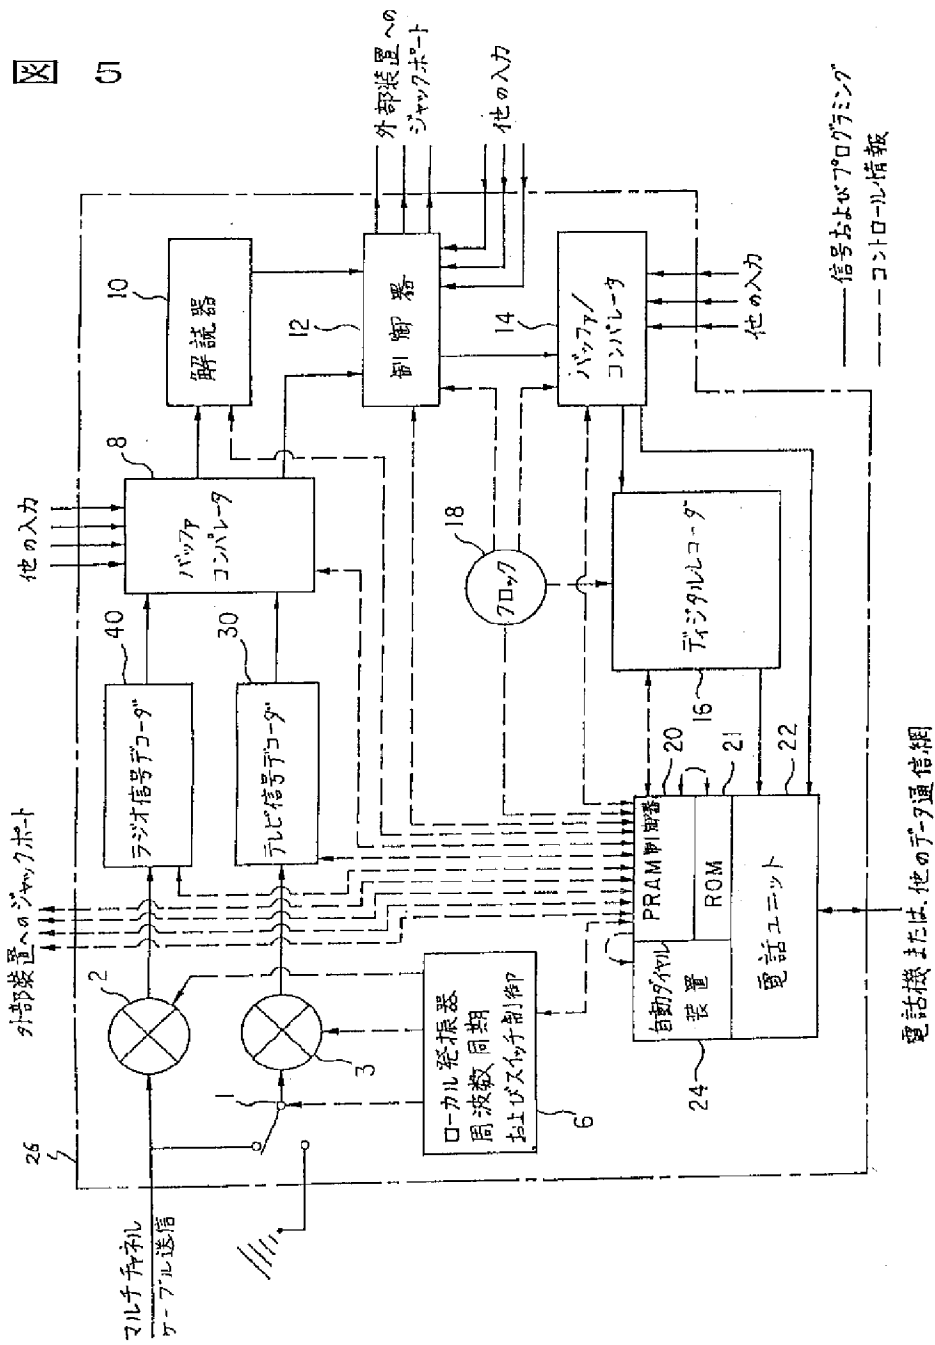 図 5
26
マルチチャネル
ケーブル送信
1
2
3
ローカル発振器
周波数同期
およびスイッチ制御
6
外部装置へのジャックポート
ラジオ信号デコーダ
40
テレビ信号デコーダ
30
他の入力
バッファ
コンパレータ
8
解読器
10
制御器
12
外部装置への
ジャックポート
他の入力
バッファ/
コンパレータ
14
他の入力
クロック
18
ディジタルレコーダ
16
PRAM制御器
20
ROM
21
自動ダイヤル
装置
24
電話ユニット
22
電話機または、他のデータ通信網
信号およびプログラミング
コントロール情報